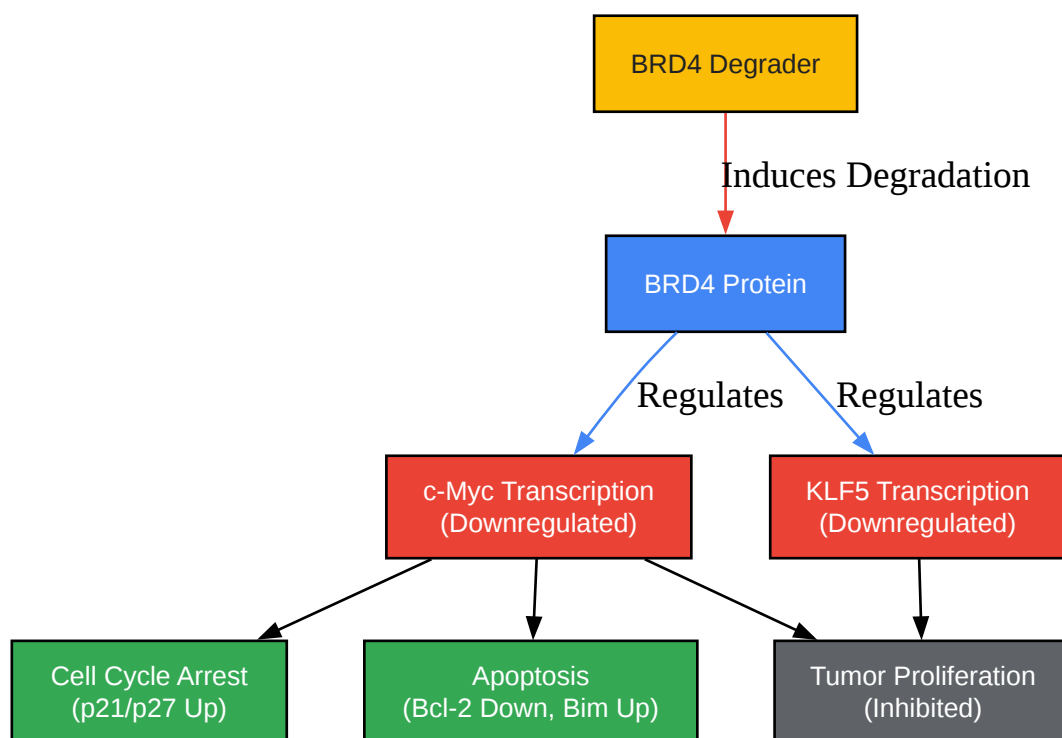 BRD4 Degrader
Induces Degradation
BRD4 Protein
Regulates
Regulates
c-Myc Transcription
(Downregulated)
KLF5 Transcription
(Downregulated)
Cell Cycle Arrest
(p21/p27 Up)
Apoptosis
(Bcl-2 Down, Bim Up)
Tumor Proliferation
(Inhibited)